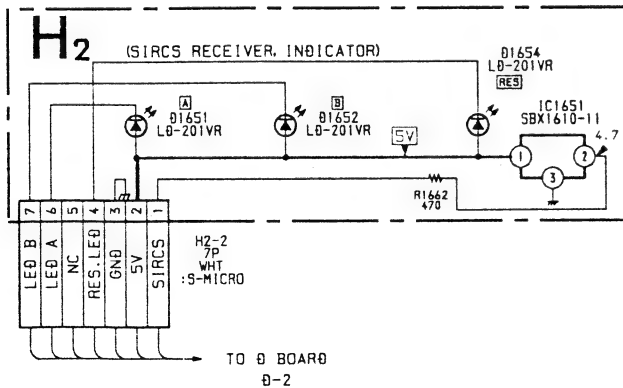 H2
(SIRCS RECEIVER, INDICATOR)
D1654
LD-201VR
RES
A
D1651
LD-201VR
B
D1652
LD-201VR
5V
IC1651
SBX1610-11
1
2
4.7
3
R1662
470
7
6
5
4
3
2
1
LED B
LED A
NC
RES.LED
GND
5V
SIRCS
H2-2
7P
WHT
:S-MICRO
TO D BOARD
D-2